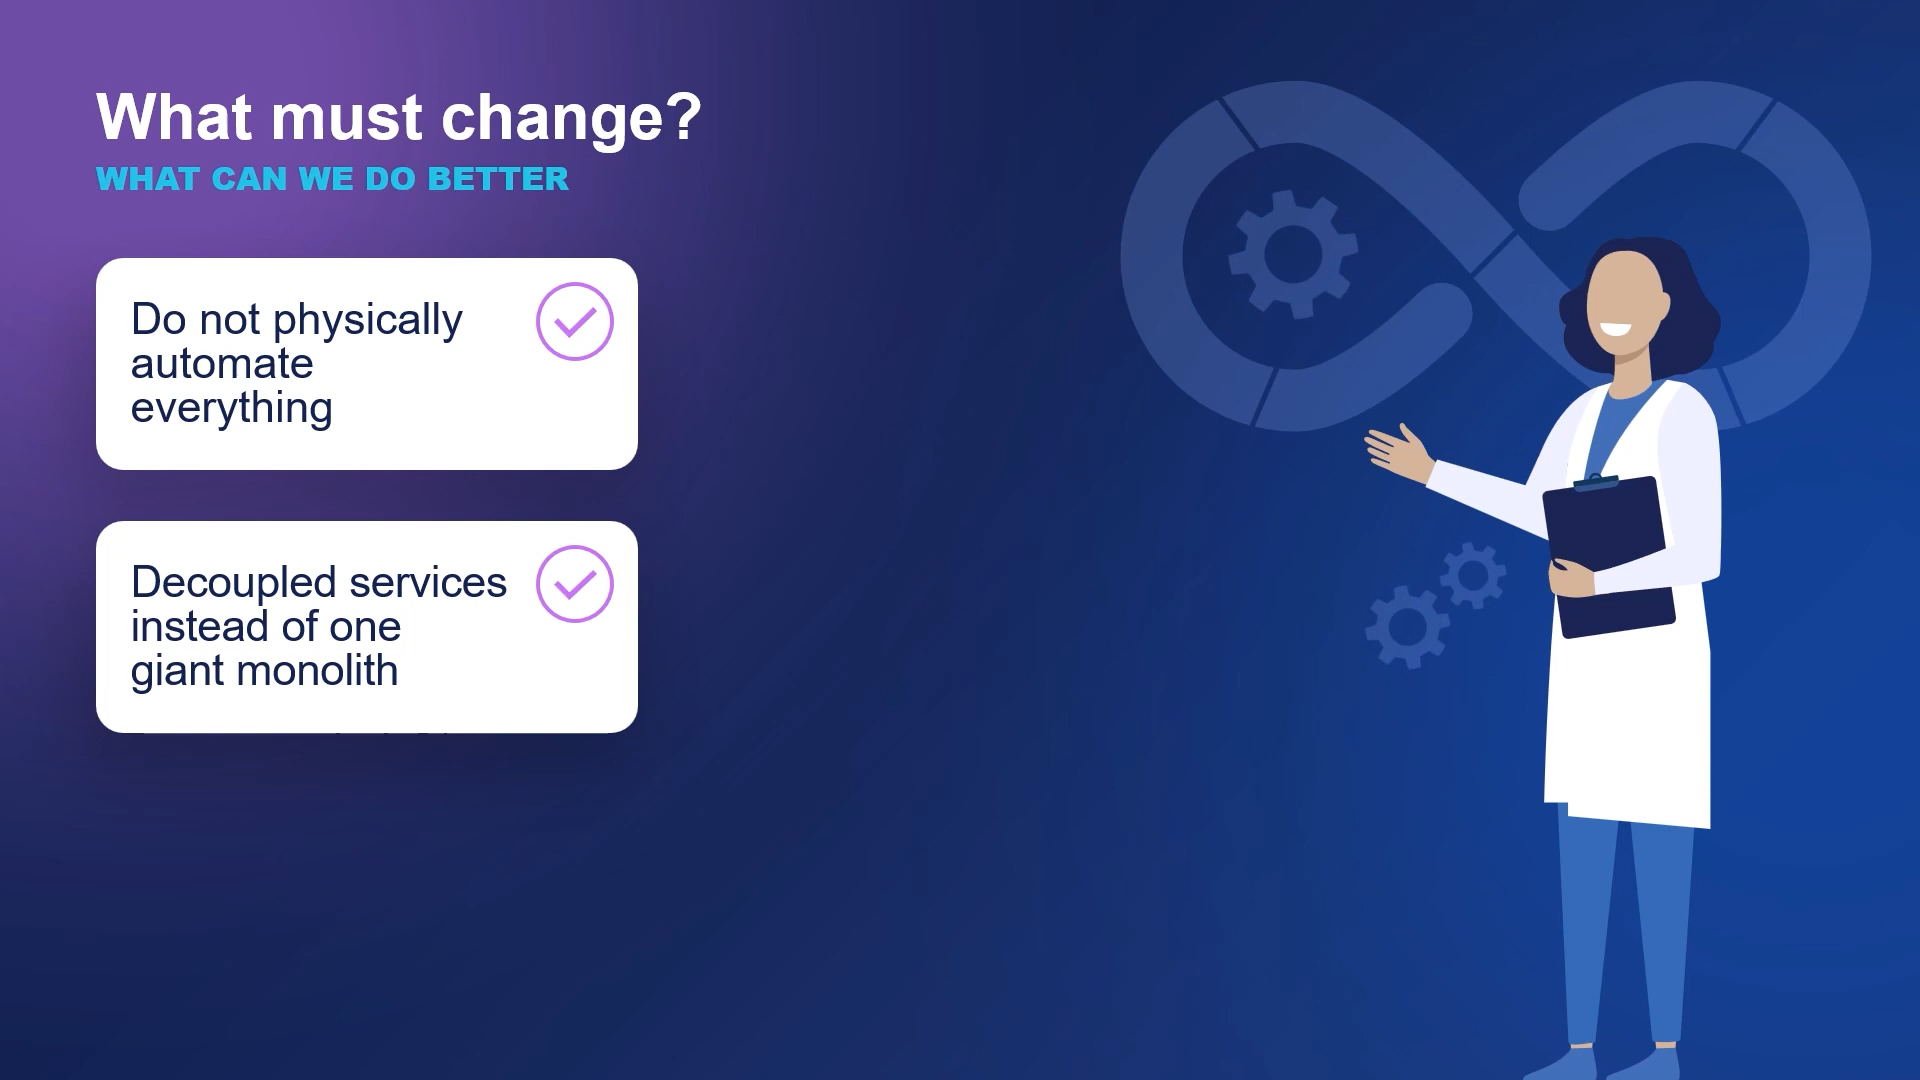 What must change?
WHAT CAN WE DO BETTER
Do not physically
automate
everything
Decoupled services
instead of one
giant monolith